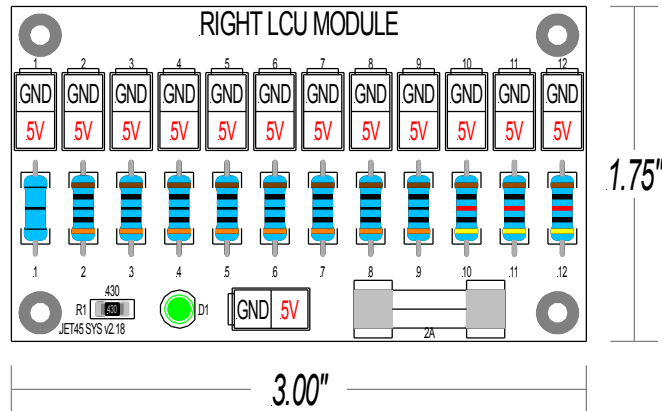 RIGHT LCU MODULE
1 2 3 4 5 6 7 8 9 10 11 12
GND GND GND GND GND GND GND GND GND GND GND GND
.5V .5V .5V .5V .5V .5V .5V .5V .5V .5V .5V .5V
1.75"
.1 2 3 4 5 .6 .7 8 .9 .10 .11 .12
430
R1 430 D1 GND .5V
JET45 SYS v2.18
2A
3.00"